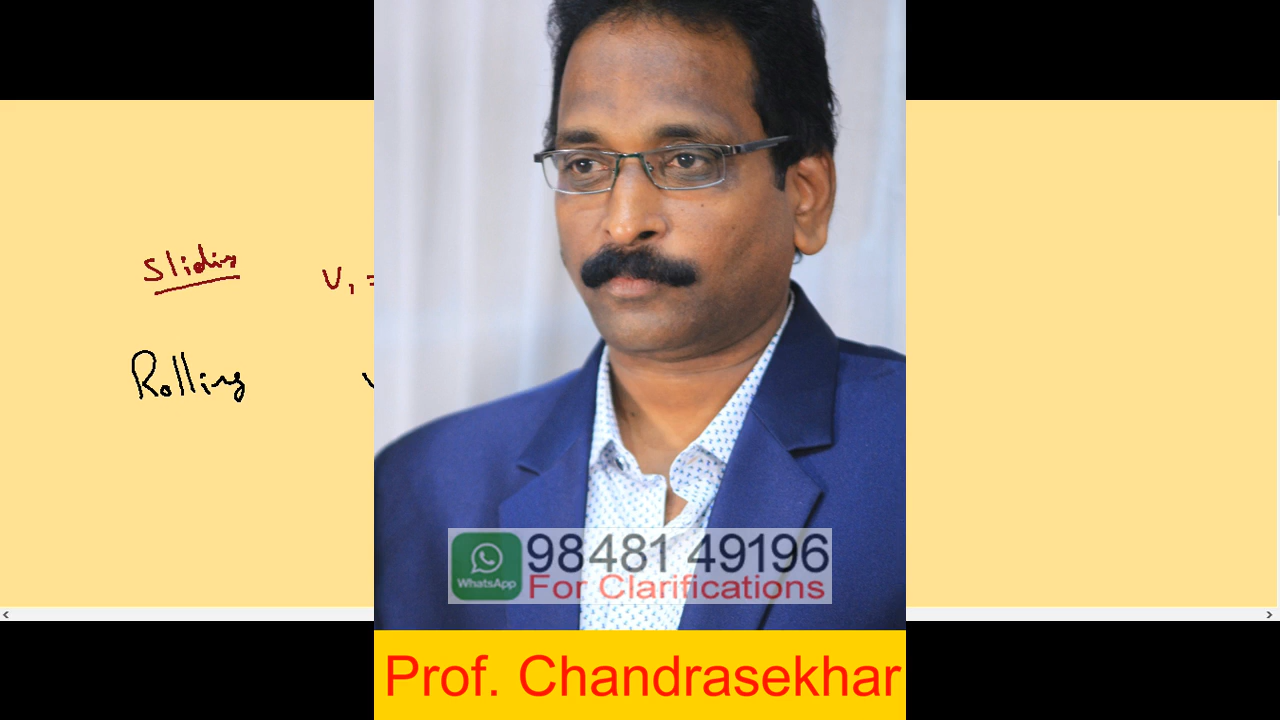 Sliding
V₁ =
Rolling
98481 49196
WhatsApp
For Clarifications
Prof. Chandrasekhar